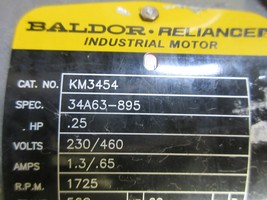 BALDOR · RELIANCER
INDUSTRIAL MOTOR
CAT. NO. KM3454
SPEC. 34A63-895
HP .25
VOLTS 230/460
AMPS 1.3/.65
R.P.M. 1725